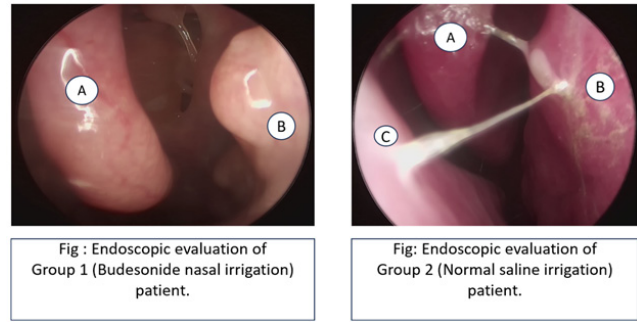 A
B
A
B
C
Fig : Endoscopic evaluation of
Group 1 (Budesonide nasal irrigation)
patient.
Fig: Endoscopic evaluation of
Group 2 (Normal saline irrigation)
patient.